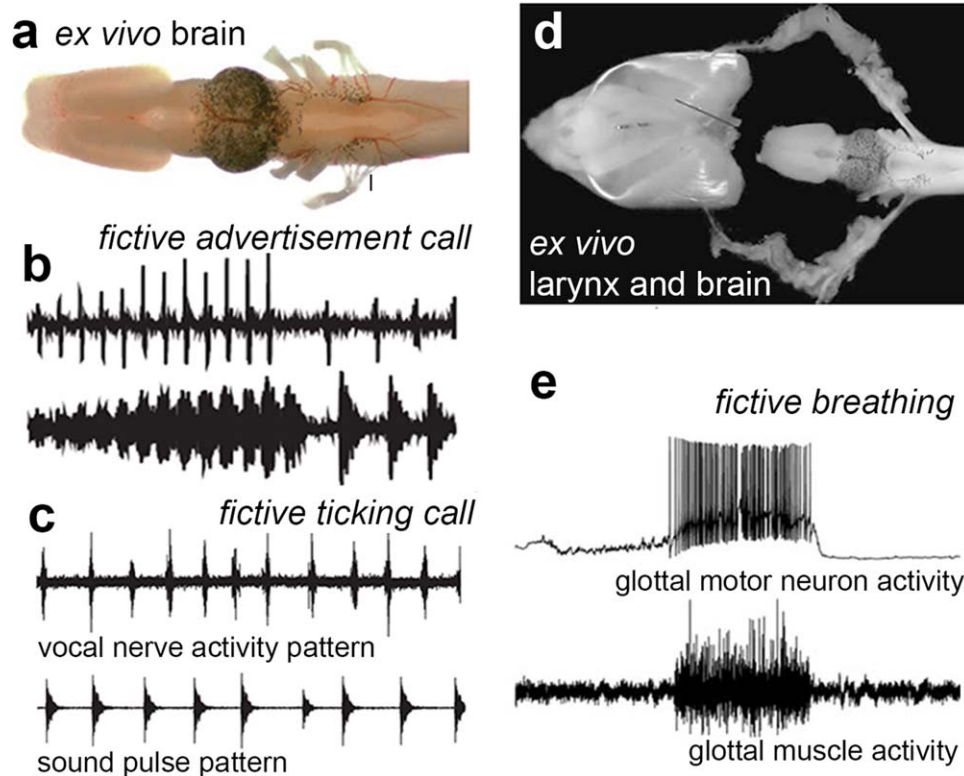 a ex vivo brain
l
fictive advertisement call
b
c
fictive ticking call
vocal nerve activity pattern
sound pulse pattern
d
ex vivo
larynx and brain
e
fictive breathing
glottal motor neuron activity
glottal muscle activity